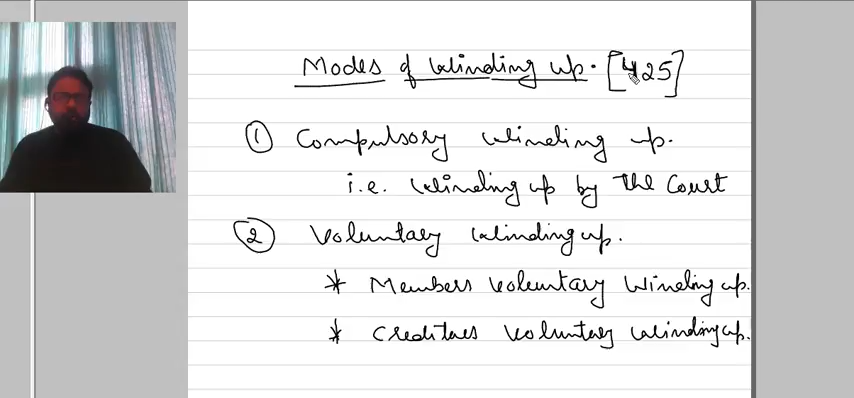 Modes of Winding up. [425]
① Compulsory Winding up.
i.e. Winding up by The Court
② Voluntary Winding up.
* Members Voluntary Winding up.
* Creditors Voluntary Winding up.